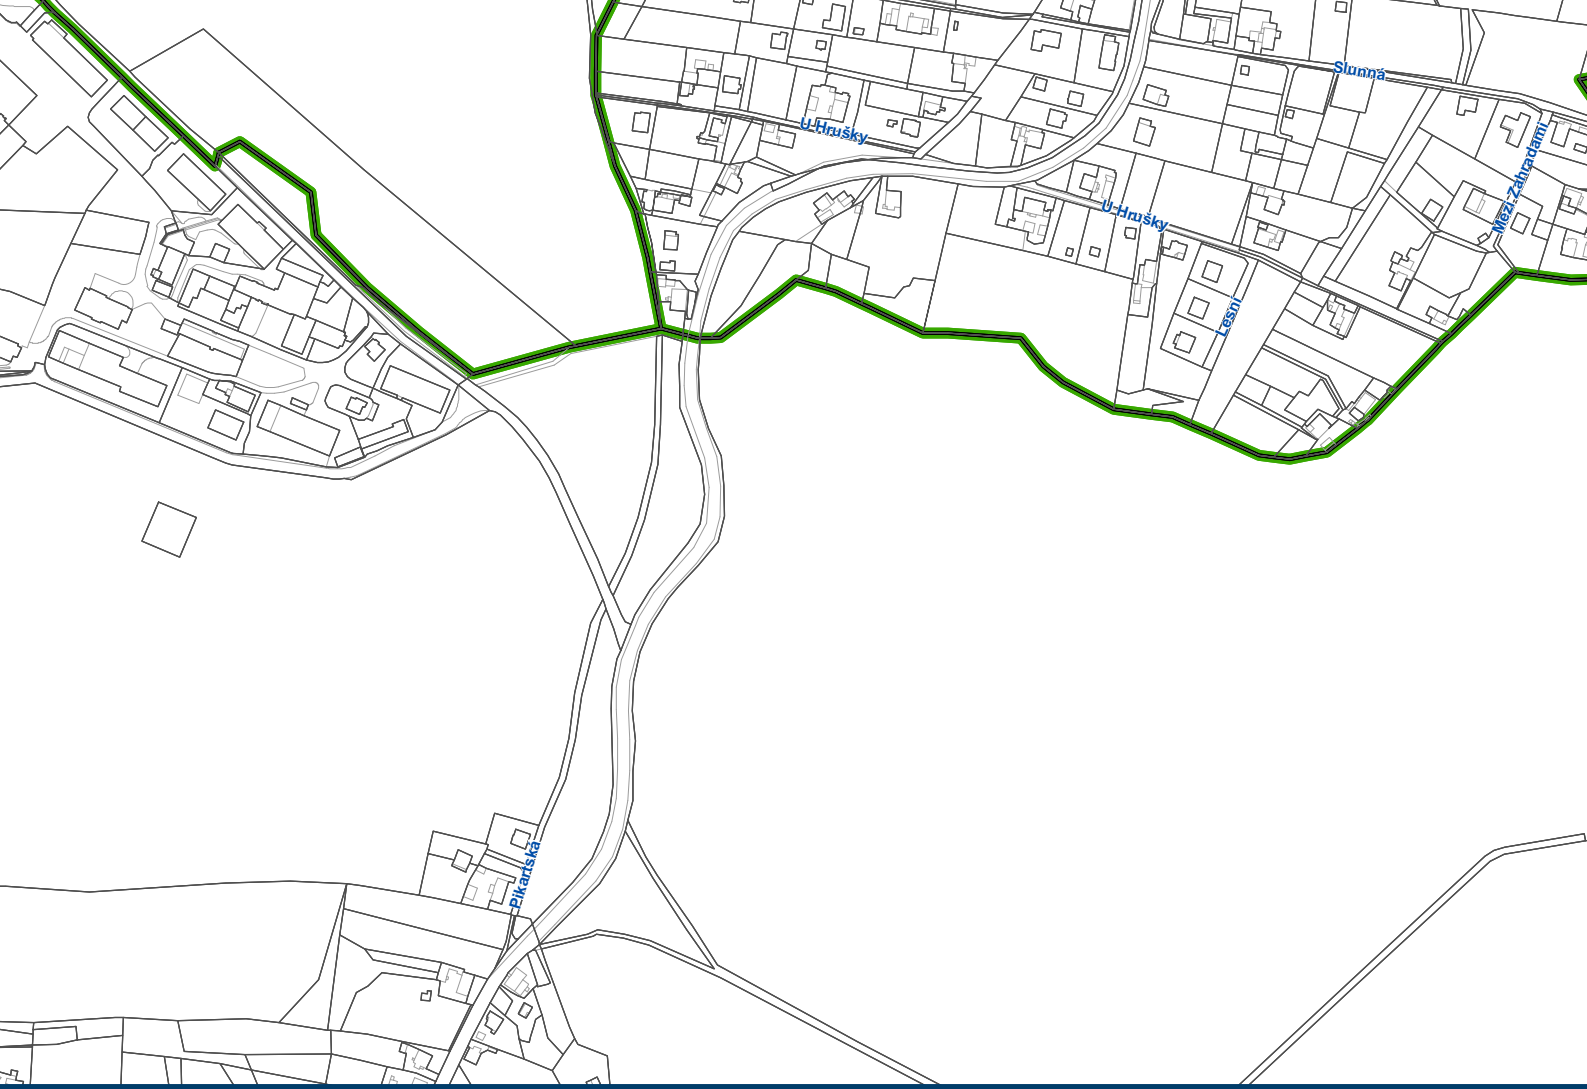 Slunná
U Hrušky
Mezi Zahradami
U Hrušky
Lesní
Pikartská